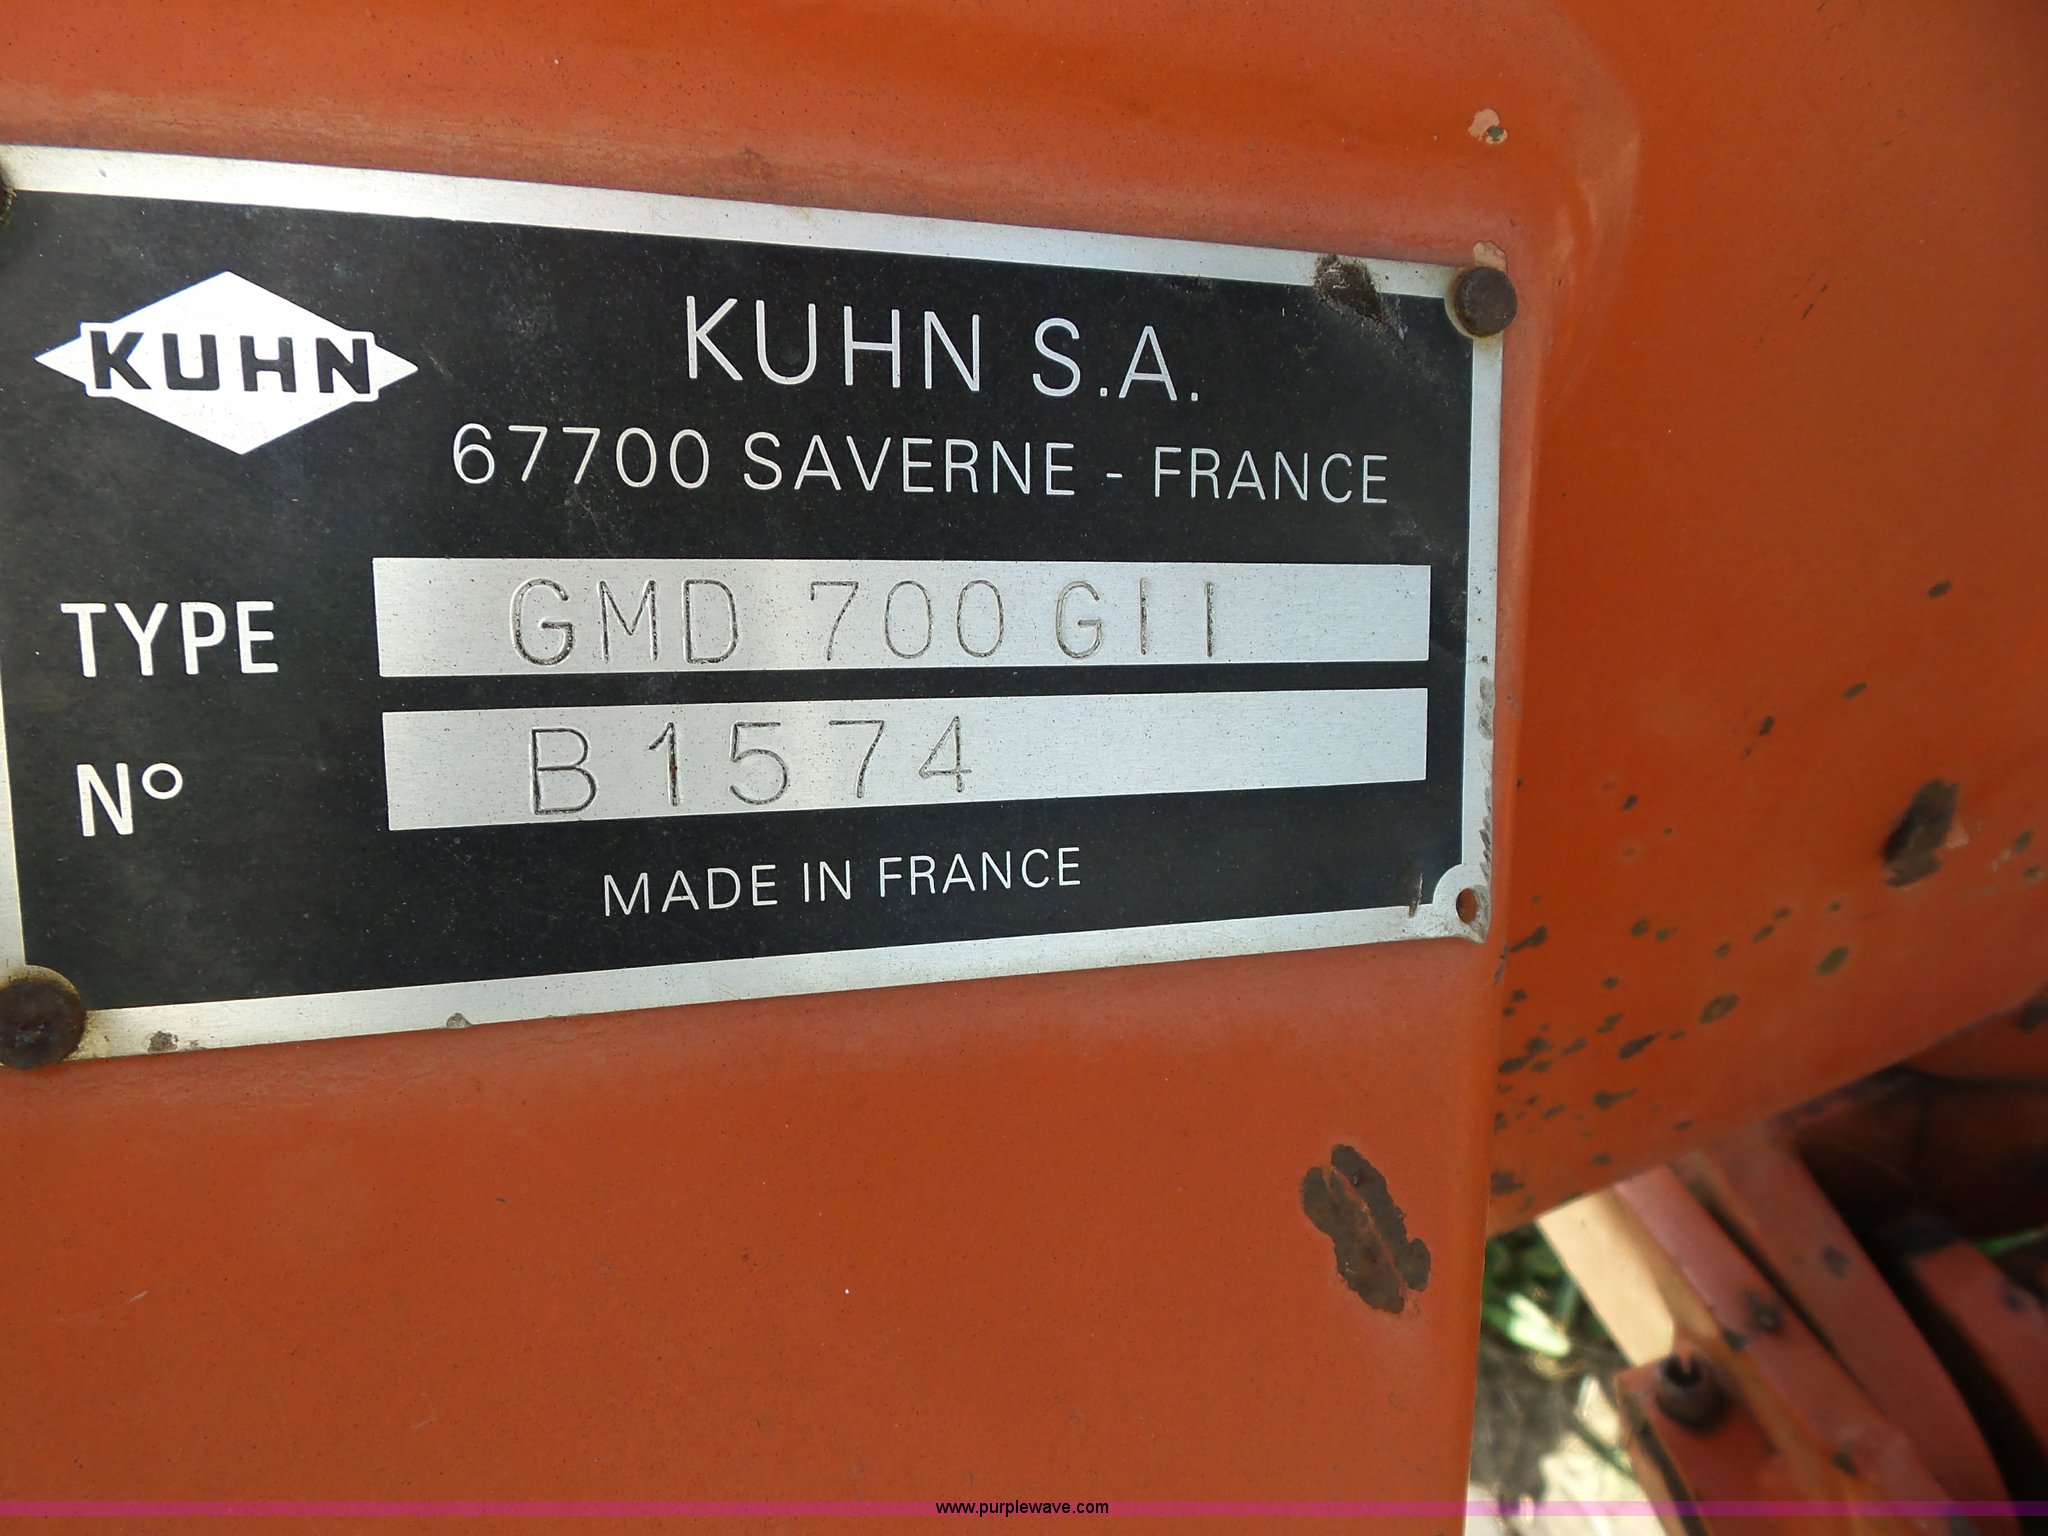 KUHN
KUHN S.A.
67700 SAVERNE - FRANCE
TYPE GMD 700 GII
N° B1574
MADE IN FRANCE
www.purplewave.com